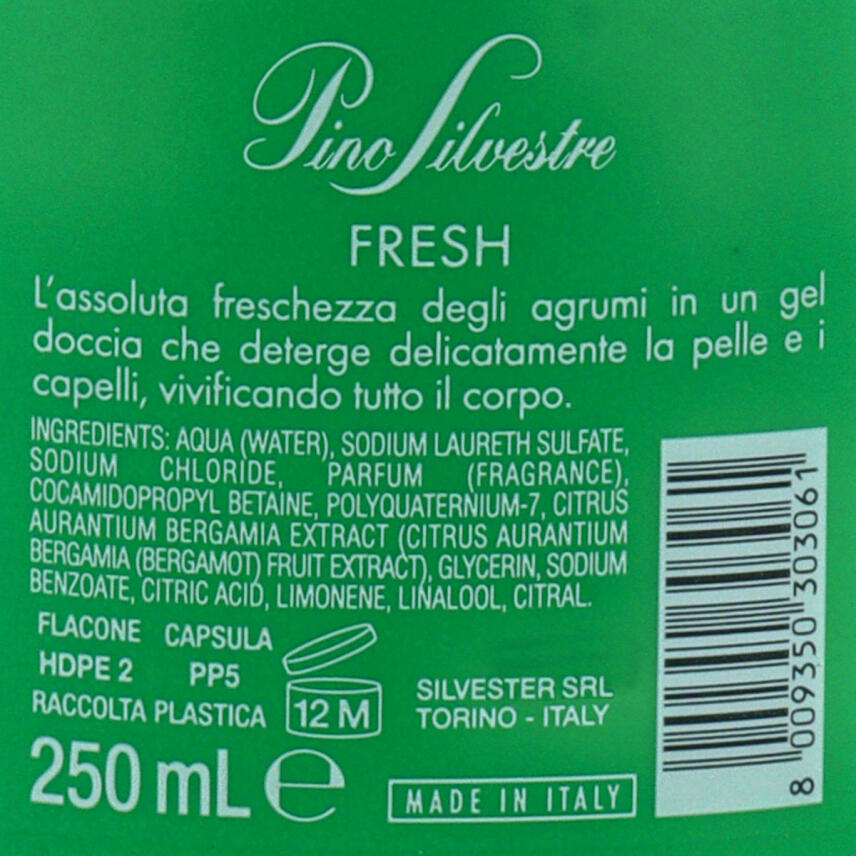 Pino Silvestre
FRESH
L'assoluta freschezza degli agrumi in un gel
doccia che deterge delicatamente la pelle e i
capelli, vivificando tutto il corpo.
INGREDIENTS: AQUA (WATER), SODIUM LAURETH SULFATE,
SODIUM CHLORIDE, PARFUM (FRAGRANCE),
COCAMIDOPROPYL BETAINE, POLYQUATERNIUM-7, CITRUS
AURANTIUM BERGAMIA EXTRACT (CITRUS AURANTIUM
BERGAMIA (BERGAMOT) FRUIT EXTRACT), GLYCERIN, SODIUM
BENZOATE, CITRIC ACID, LIMONENE, LINALOOL, CITRAL.
FLACONE CAPSULA
HDPE 2 PP5
RACCOLTA PLASTICA
12 M
SILVESTER SRL
TORINO - ITALY
250 mL e
MADE IN ITALY
8 009350 303061